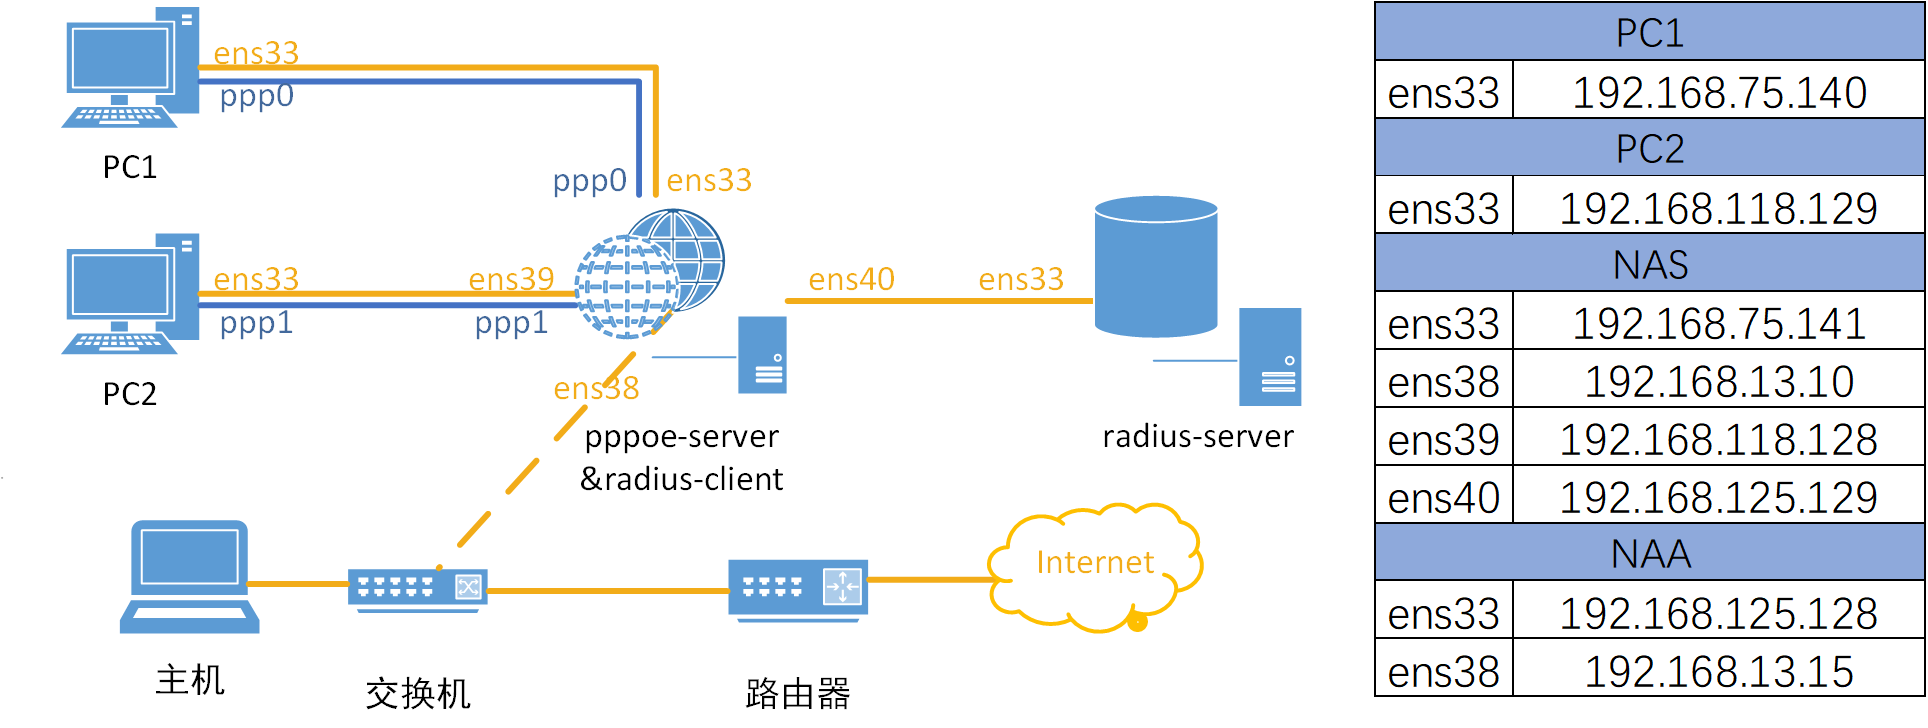 ens33
ppp0
PC1
ppp0
ens33
ens33
ppp1
PC2
ens39
ppp1
ens40
ens33
ens38
pppoe-server
&radius-client
radius-server
Internet
主机
交换机
路由器
PC1
ens33 192.168.75.140
PC2
ens33 192.168.118.129
NAS
ens33 192.168.75.141
ens38 192.168.13.10
ens39 192.168.118.128
ens40 192.168.125.129
NAA
ens33 192.168.125.128
ens38 192.168.13.15